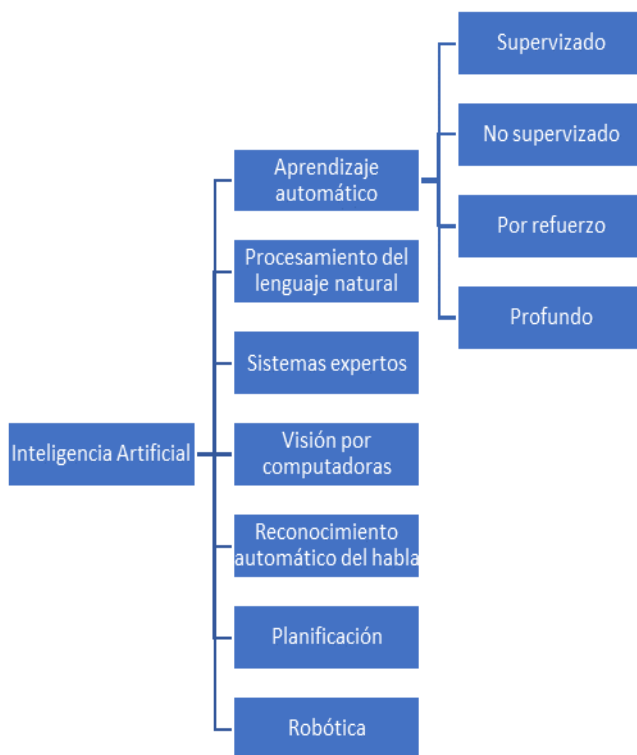 Supervizado
No supervizado
Aprendizaje
automático
Por refuerzo
Procesamiento del
lenguaje natural
Profundo
Sistemas expertos
Inteligencia Artificial
Visión por
computadoras
Reconocimiento
automático del habla
Planificación
Robótica